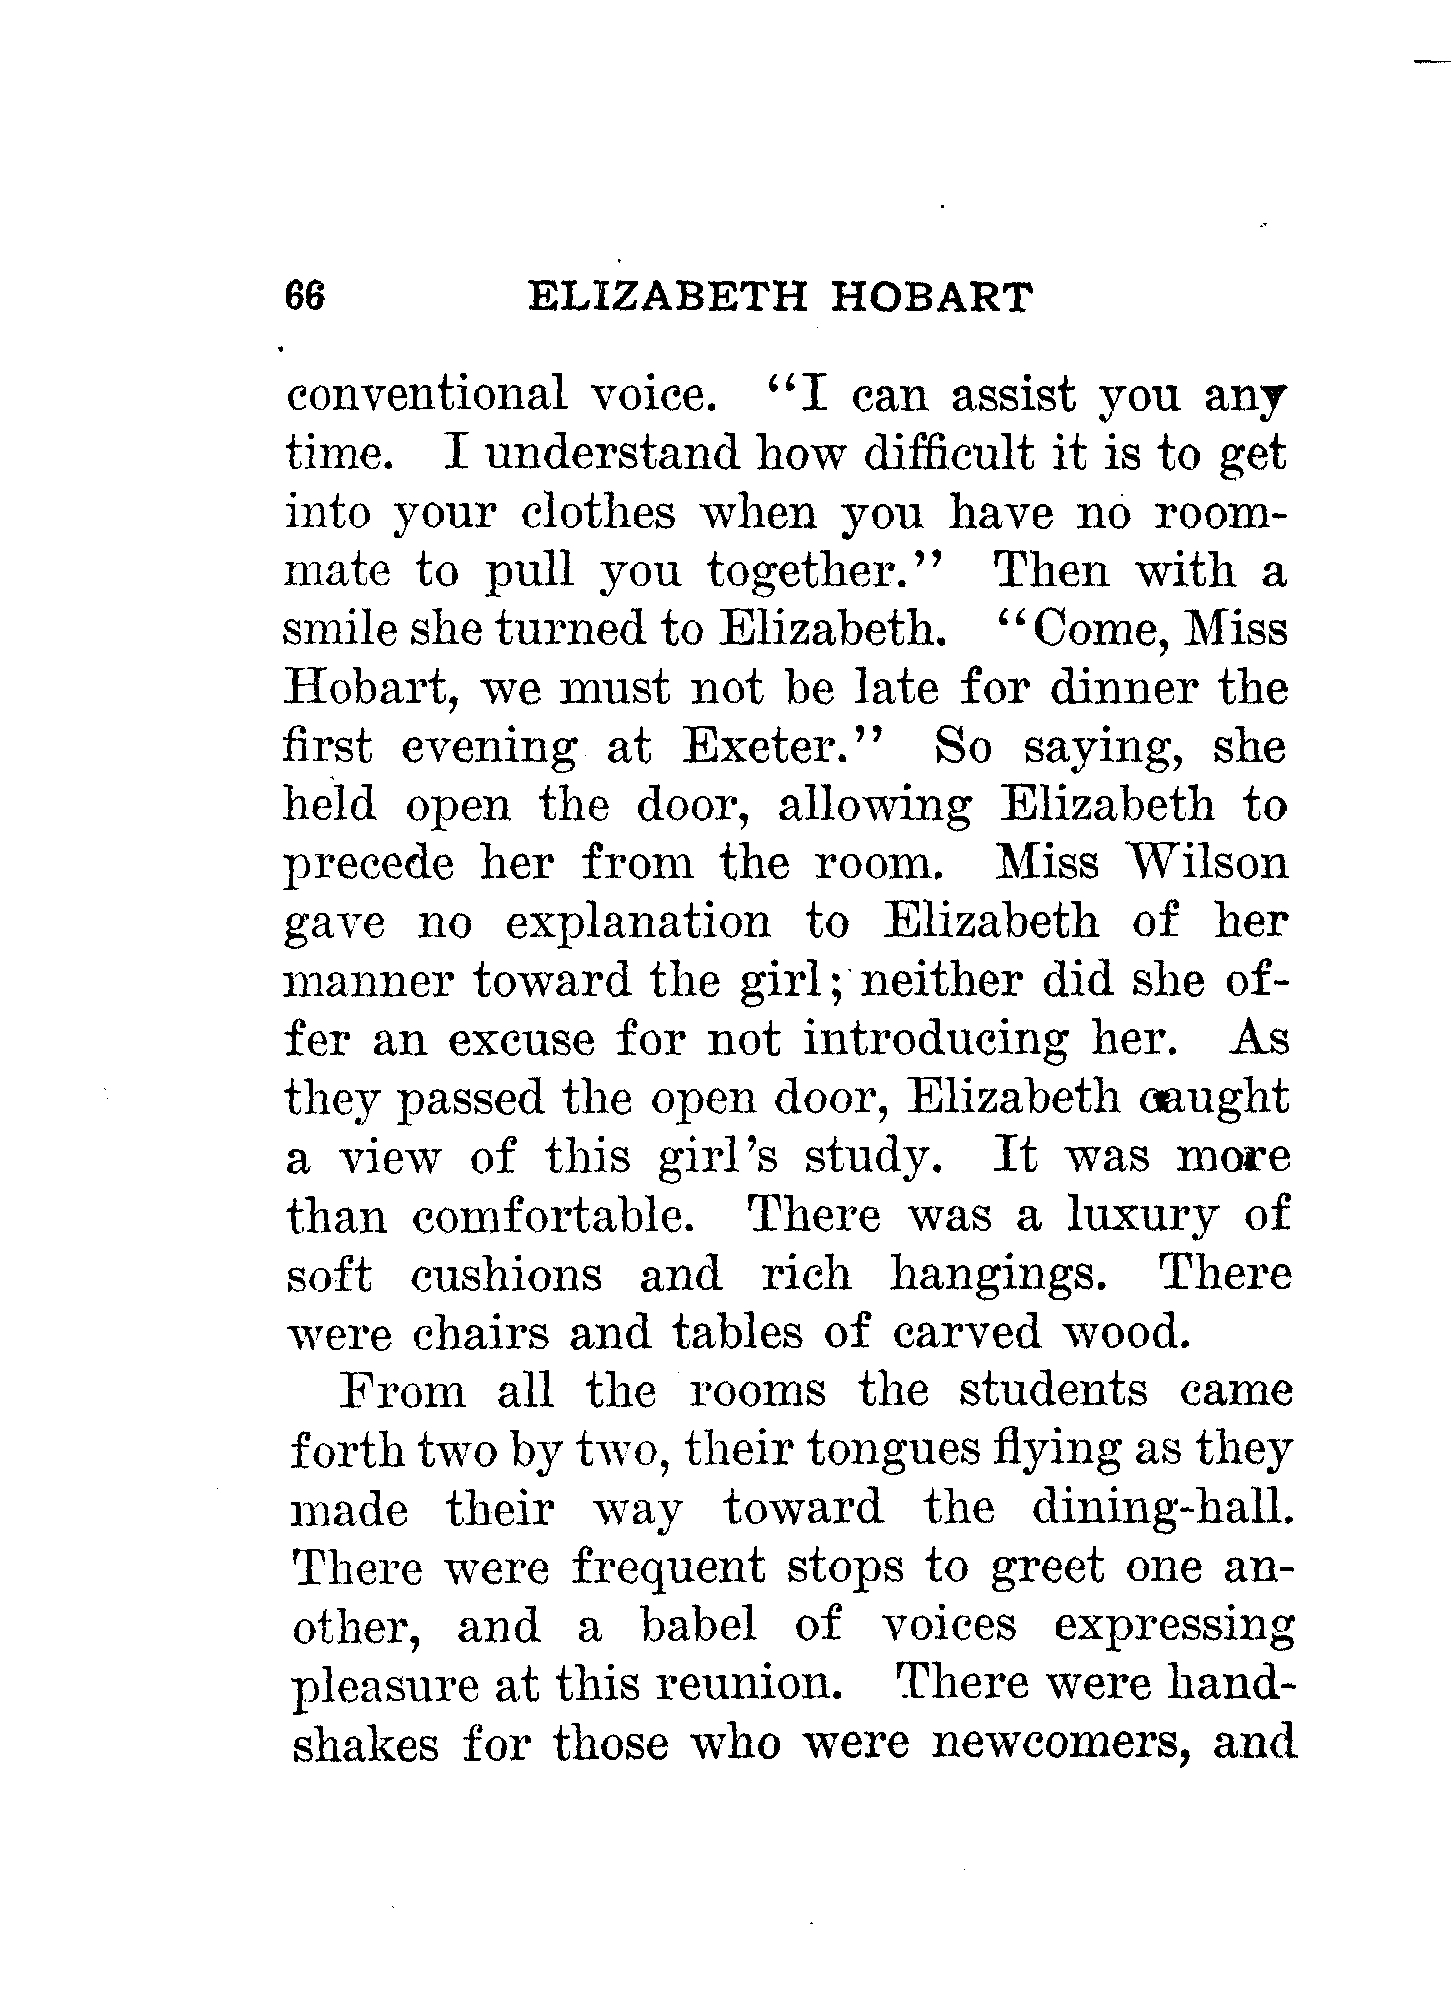 66 ELIZABETH HOBART
conventional voice. "I can assist you any
time. I understand how difficult it is to get
into your clothes when you have no room-
mate to pull you together." Then with a
smile she turned to Elizabeth. "Come, Miss
Hobart, we must not be late for dinner the
first evening at Exeter." So saying, she
held open the door, allowing Elizabeth to
precede her from the room. Miss Wilson
gave no explanation to Elizabeth of her
manner toward the girl; neither did she of-
fer an excuse for not introducing her. As
they passed the open door, Elizabeth caught
a view of this girl's study. It was more
than comfortable. There was a luxury of
soft cushions and rich hangings. There
were chairs and tables of carved wood.
From all the rooms the students came
forth two by two, their tongues flying as they
made their way toward the dining-hall.
There were frequent stops to greet one an-
other, and a babel of voices expressing
pleasure at this reunion. There were hand-
shakes for those who were newcomers, and